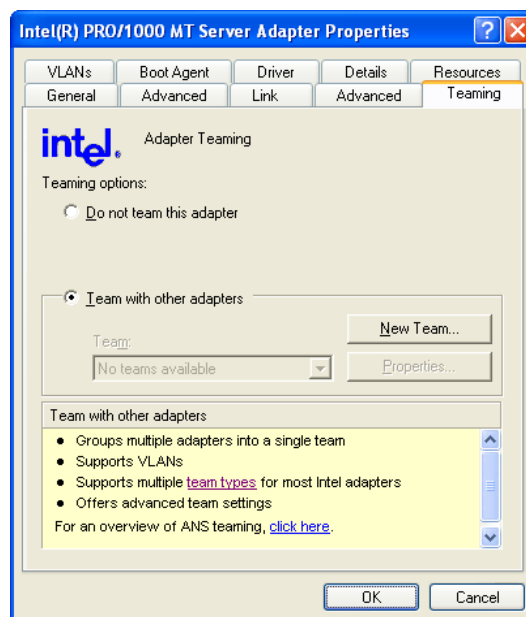 Intel(R) PRO/1000 MT Server Adapter Properties
VLANs Boot Agent Driver Details Resources
General Advanced Link Advanced Teaming
intel® Adapter Teaming
Teaming options:
Do not team this adapter
Team with other adapters
New Team...
Team:
No teams available
Properties...
Team with other adapters
• Groups multiple adapters into a single team
• Supports VLANs
• Supports multiple team types for most Intel adapters
• Offers advanced team settings
For an overview of ANS teaming, click here.
OK Cancel